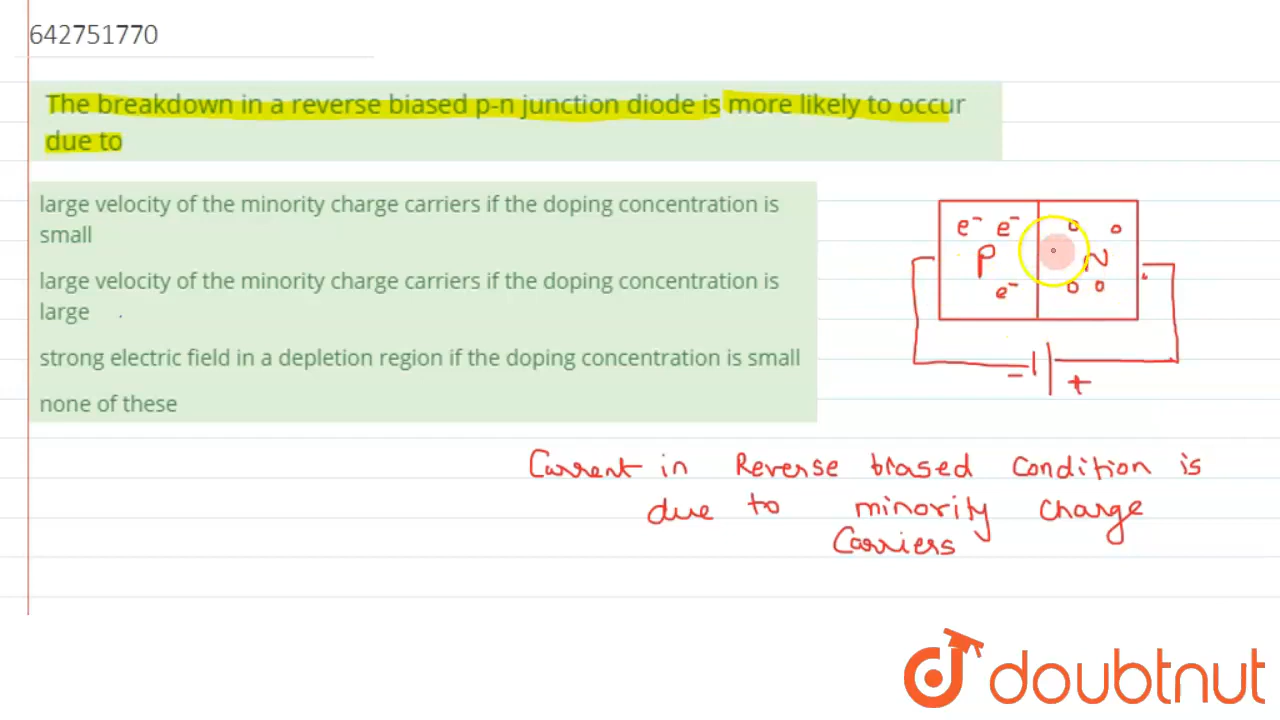 642751770
The breakdown in a reverse biased p-n junction diode is more likely to occur
due to
large velocity of the minority charge carriers if the doping concentration is
small
large velocity of the minority charge carriers if the doping concentration is
large
strong electric field in a depletion region if the doping concentration is small
none of these
e⁻ e⁻ o o
P N
e⁻ o o
− +
Current in Reverse biased Condition is
due to minority charge
Carriers
doubtnut